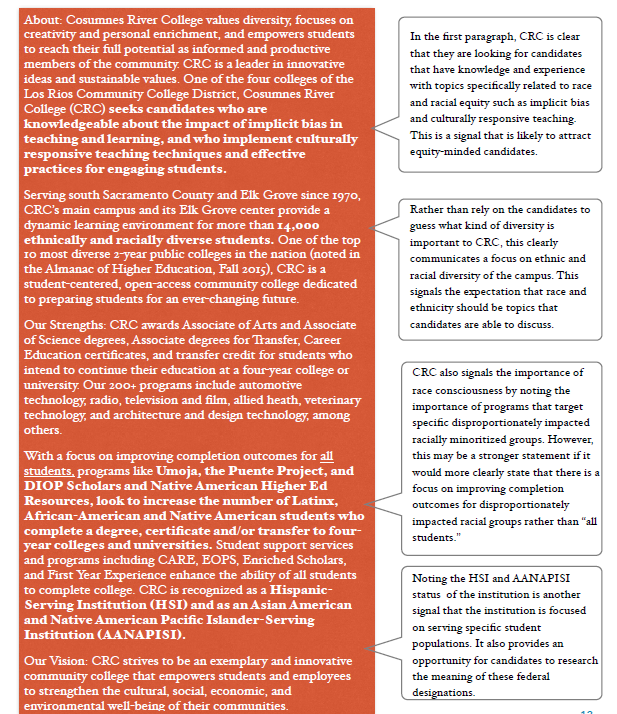 About: Cosumnes River College values diversity, focuses on
creativity and personal enrichment, and empowers students
to reach their full potential as informed and productive
members of the community. CRC is a leader in innovative
ideas and sustainable values. One of the four colleges of the
Los Rios Community College District, Cosumnes River
College (CRC) seeks candidates who are
knowledgeable about the impact of implicit bias in
teaching and learning, and who implement culturally
responsive teaching techniques and effective
practices for engaging students.
Serving south Sacramento County and Elk Grove since 1970,
CRC's main campus and its Elk Grove center provide a
dynamic learning environment for more than 14,000
ethnically and racially diverse students. One of the top
10 most diverse 2-year public colleges in the nation (noted in
the Almanac of Higher Education, Fall 2015), CRC is a
student-centered, open-access community college dedicated
to preparing students for an ever-changing future.
Our Strengths: CRC awards Associate of Arts and Associate
of Science degrees, Associate degrees for Transfer, Career
Education certificates, and transfer credit for students who
intend to continue their education at a four-year college or
university. Our 200+ programs include automotive
technology, radio, television and film, allied heath, veterinary
technology, and architecture and design technology, among
others.
With a focus on improving completion outcomes for all
students, programs like Umoja, the Puente Project, and
DIOP Scholars and Native American Higher Ed
Resources, look to increase the number of Latinx,
African-American and Native American students who
complete a degree, certificate and/or transfer to four-
year colleges and universities. Student support services
and programs including CARE, EOPS, Enriched Scholars,
and First Year Experience enhance the ability of all students
to complete college. CRC is recognized as a Hispanic-
Serving Institution (HSI) and as an Asian American
and Native American Pacific Islander-Serving
Institution (AANAPISI).
Our Vision: CRC strives to be an exemplary and innovative
community college that empowers students and employees
to strengthen the cultural, social, economic, and
environmental well-being of their communities.
In the first paragraph, CRC is clear
that they are looking for candidates
that have knowledge and experience
with topics specifically related to race
and racial equity such as implicit bias
and culturally responsive teaching.
This is a signal that is likely to attract
equity-minded candidates.
Rather than rely on the candidates to
guess what kind of diversity is
important to CRC, this clearly
communicates a focus on ethnic and
racial diversity of the campus. This
signals the expectation that race and
ethnicity should be topics that
candidates are able to discuss.
CRC also signals the importance of
race consciousness by noting the
importance of programs that target
specific disproportionately impacted
racially minoritized groups. However,
this may be a stronger statement if it
would more clearly state that there is a
focus on improving completion
outcomes for disproportionately
impacted racial groups rather than "all
students."
Noting the HSI and AANAPISI
status of the institution is another
signal that the institution is focused
on serving specific student
populations. It also provides an
opportunity for candidates to research
the meaning of these federal
designations.